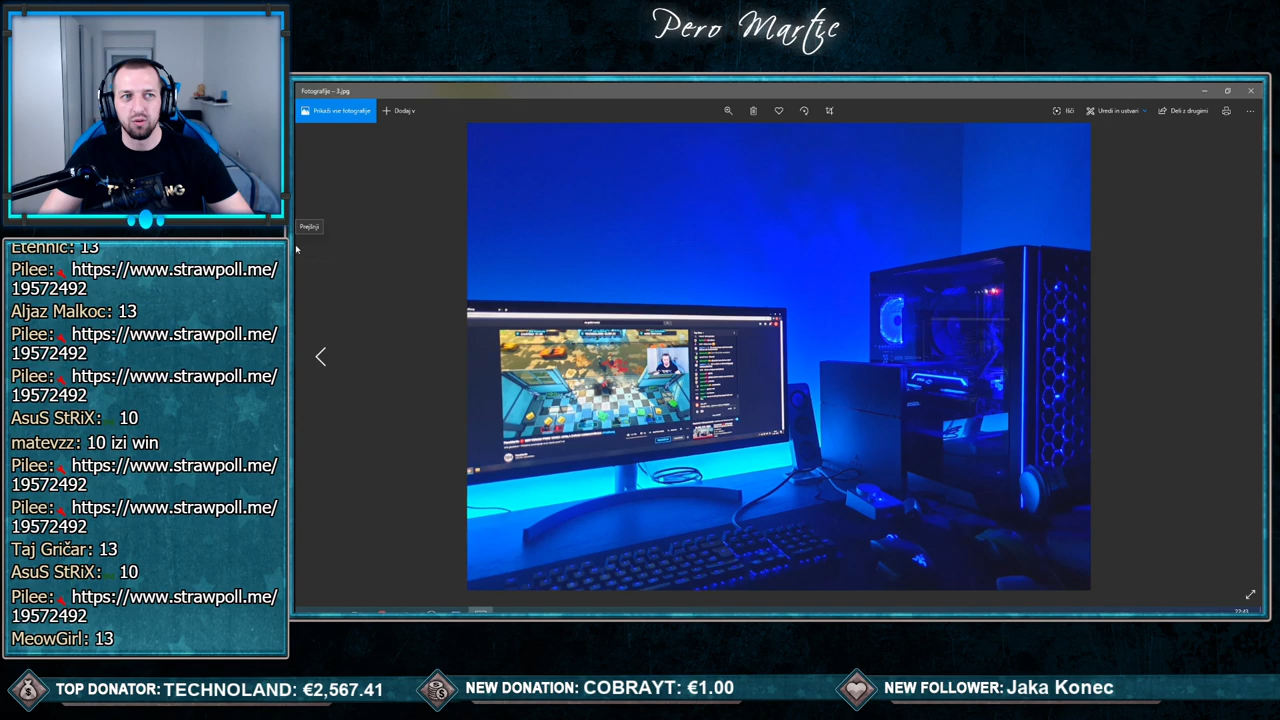 Pero Martic
Fotografije – 3.jpg
Prikaži vse fotografije
Dodaj v
Išči
Uredi in ustvari
Deli z drugimi
Prejšnji
Etehnic: 13
Pilee: https://www.strawpoll.me/
19572492
Aljaz Malkoc: 13
Pilee: https://www.strawpoll.me/
19572492
Pilee: https://www.strawpoll.me/
19572492
AsuS StRiX: 10
matevzz: 10 izi win
Pilee: https://www.strawpoll.me/
19572492
Pilee: https://www.strawpoll.me/
19572492
Taj Gričar: 13
AsuS StRiX: 10
Pilee: https://www.strawpoll.me/
19572492
MeowGirl: 13
TOP DONATOR: TECHNOLAND: €2,567.41
NEW DONATION: COBRAYT: €1.00
NEW FOLLOWER: Jaka Konec